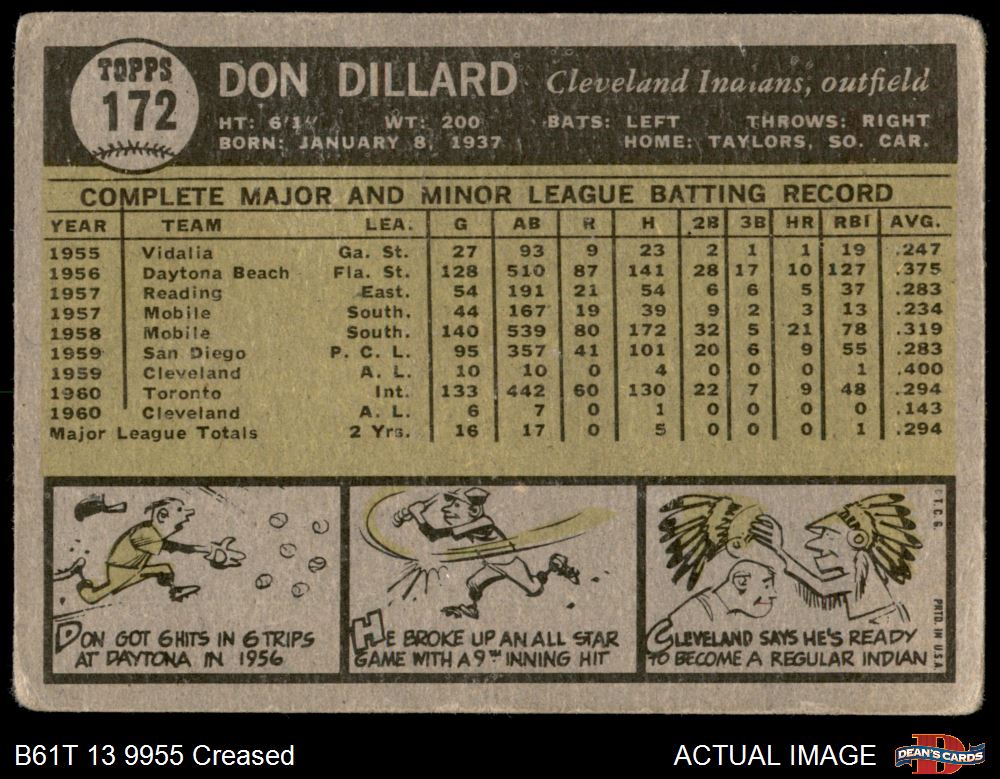 TOPPS
172
DON DILLARD Cleveland Indians, outfield
HT: 6'1" WT: 200 BATS: LEFT THROWS: RIGHT
BORN: JANUARY 8, 1937 HOME: TAYLORS, SO. CAR.
COMPLETE MAJOR AND MINOR LEAGUE BATTING RECORD
YEAR TEAM LEA. G AB R H 2B 3B HR RBI AVG.
1955 Vidalia Ga. St. 27 93 9 23 2 1 1 19 .247
1956 Daytona Beach Fla. St. 128 510 87 141 28 17 10 127 .375
1957 Reading East. 54 191 21 54 6 6 5 37 .283
1957 Mobile South. 44 167 19 39 9 2 3 13 .234
1958 Mobile South. 140 539 80 172 32 5 21 78 .319
1959 San Diego P. C. L. 95 357 41 101 20 6 9 55 .283
1959 Cleveland A. L. 10 10 0 4 0 0 0 1 .400
1960 Toronto Int. 133 442 60 130 22 7 9 48 .294
1960 Cleveland A. L. 6 7 0 1 0 0 0 0 .143
Major League Totals 2 Yrs. 16 17 0 5 0 0 0 1 .294
DON GOT 6 HITS IN 6 TRIPS
AT DAYTONA IN 1956
HE BROKE UP AN ALL STAR
GAME WITH A 9TH INNING HIT
CLEVELAND SAYS HE'S READY
TO BECOME A REGULAR INDIAN
T.C.G.
PRTD. IN U.S.A.
B61T 13 9955 Creased
ACTUAL IMAGE
DEAN'S CARDS